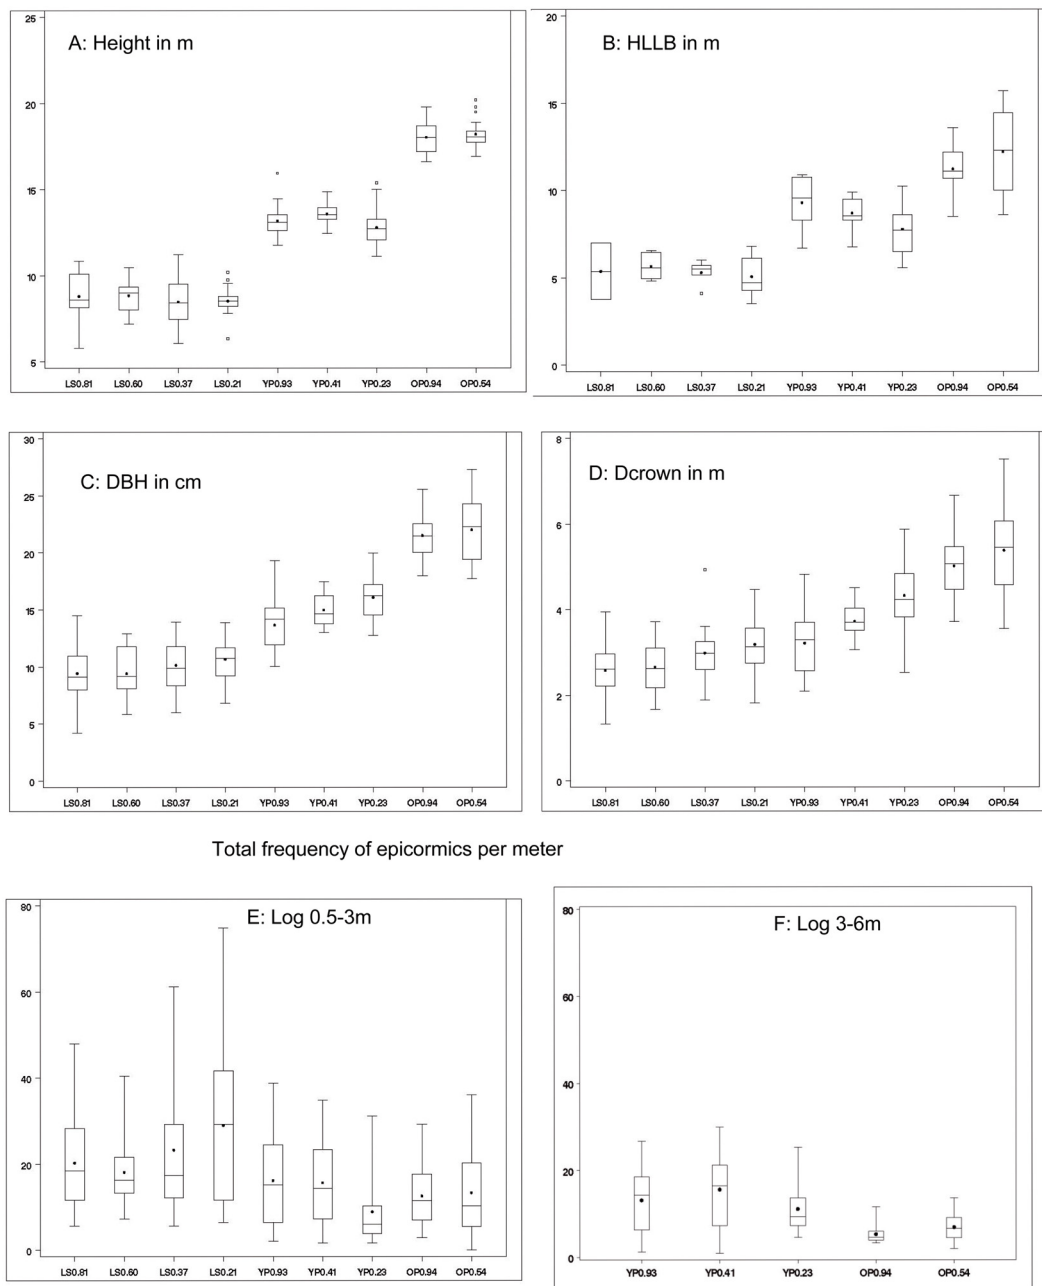 A: Height in m
25
20
15
10
5
LS0.81 LS0.60 LS0.37 LS0.21 YP0.93 YP0.41 YP0.23 OP0.94 OP0.54
B: HLLB in m
20
15
10
5
0
LS0.81 LS0.60 LS0.37 LS0.21 YP0.93 YP0.41 YP0.23 OP0.94 OP0.54
C: DBH in cm
30
25
20
15
10
5
0
LS0.81 LS0.60 LS0.37 LS0.21 YP0.93 YP0.41 YP0.23 OP0.94 OP0.54
D: Dcrown in m
8
6
4
2
0
LS0.81 LS0.60 LS0.37 LS0.21 YP0.93 YP0.41 YP0.23 OP0.94 OP0.54
Total frequency of epicormics per meter
E: Log 0.5-3m
80
60
40
20
0
LS0.81 LS0.60 LS0.37 LS0.21 YP0.93 YP0.41 YP0.23 OP0.94 OP0.54
F: Log 3-6m
80
60
40
20
0
YP0.93 YP0.41 YP0.23 OP0.94 OP0.54